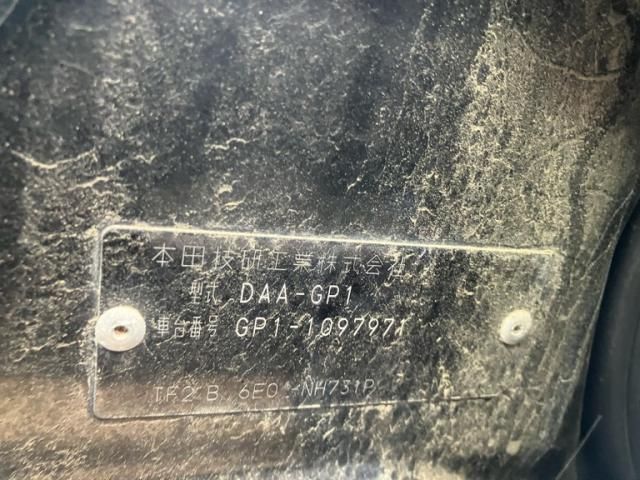 本田技研工業株式会社
型式 DAA-GP1
車台番号 GP1-1097971
6E0 -NH731P